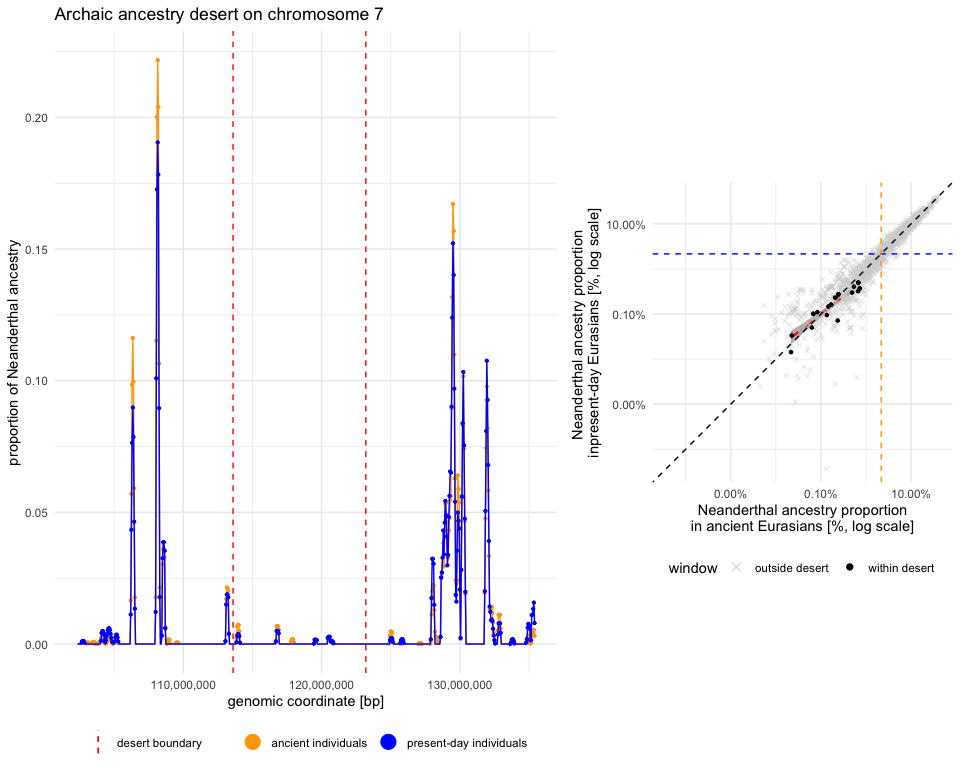 Archaic ancestry desert on chromosome 7
proportion of Neanderthal ancestry
0.20
0.15
0.10
0.05
0.00
110,000,000
120,000,000
130,000,000
genomic coordinate [bp]
desert boundary
ancient individuals
present-day individuals
Neanderthal ancestry proportion
inpresent-day Eurasians [%, log scale]
10.00%
0.10%
0.00%
0.00%
0.10%
10.00%
Neanderthal ancestry proportion
in ancient Eurasians [%, log scale]
window
outside desert
within desert